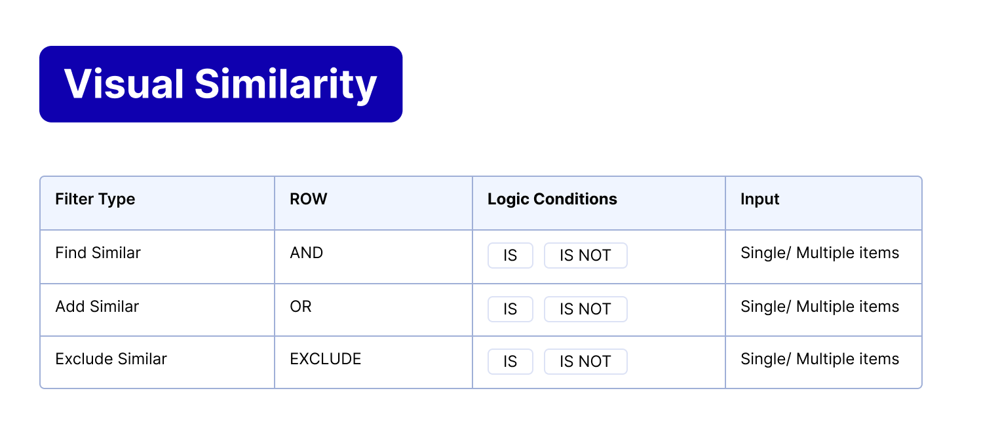 Visual Similarity
Filter Type ROW Logic Conditions Input
Find Similar AND IS IS NOT Single/ Multiple items
Add Similar OR IS IS NOT Single/ Multiple items
Exclude Similar EXCLUDE IS IS NOT Single/ Multiple items